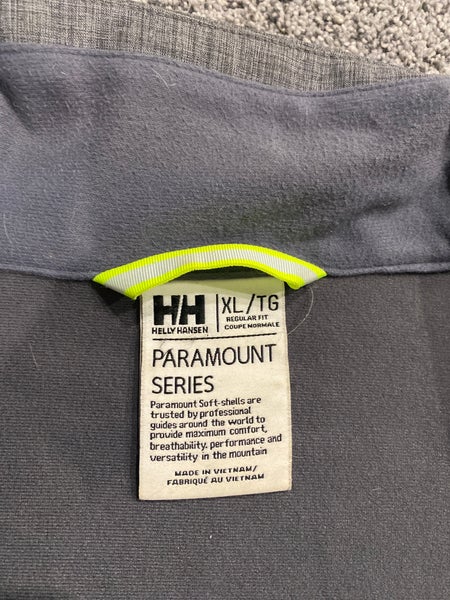 HH
HELLY HANSEN
XL/TG
REGULAR FIT
COUPE NORMALE
PARAMOUNT
SERIES
Paramount Soft-shells are
trusted by professional
guides around the world to
provide maximum comfort,
breathability, performance and
versatility in the mountain
MADE IN VIETNAM/
FABRIQUÉ AU VIETNAM